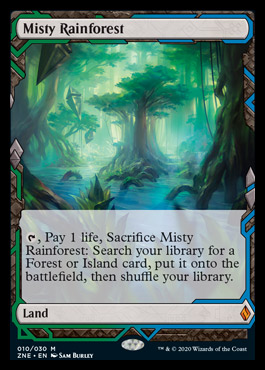 Misty Rainforest
, Pay 1 life, Sacrifice Misty
Rainforest: Search your library for a
Forest or Island card, put it onto the
battlefield, then shuffle your library.
Land
010/030 M
ZNE • EN SAM BURLEY
™ & © 2020 Wizards of the Coast